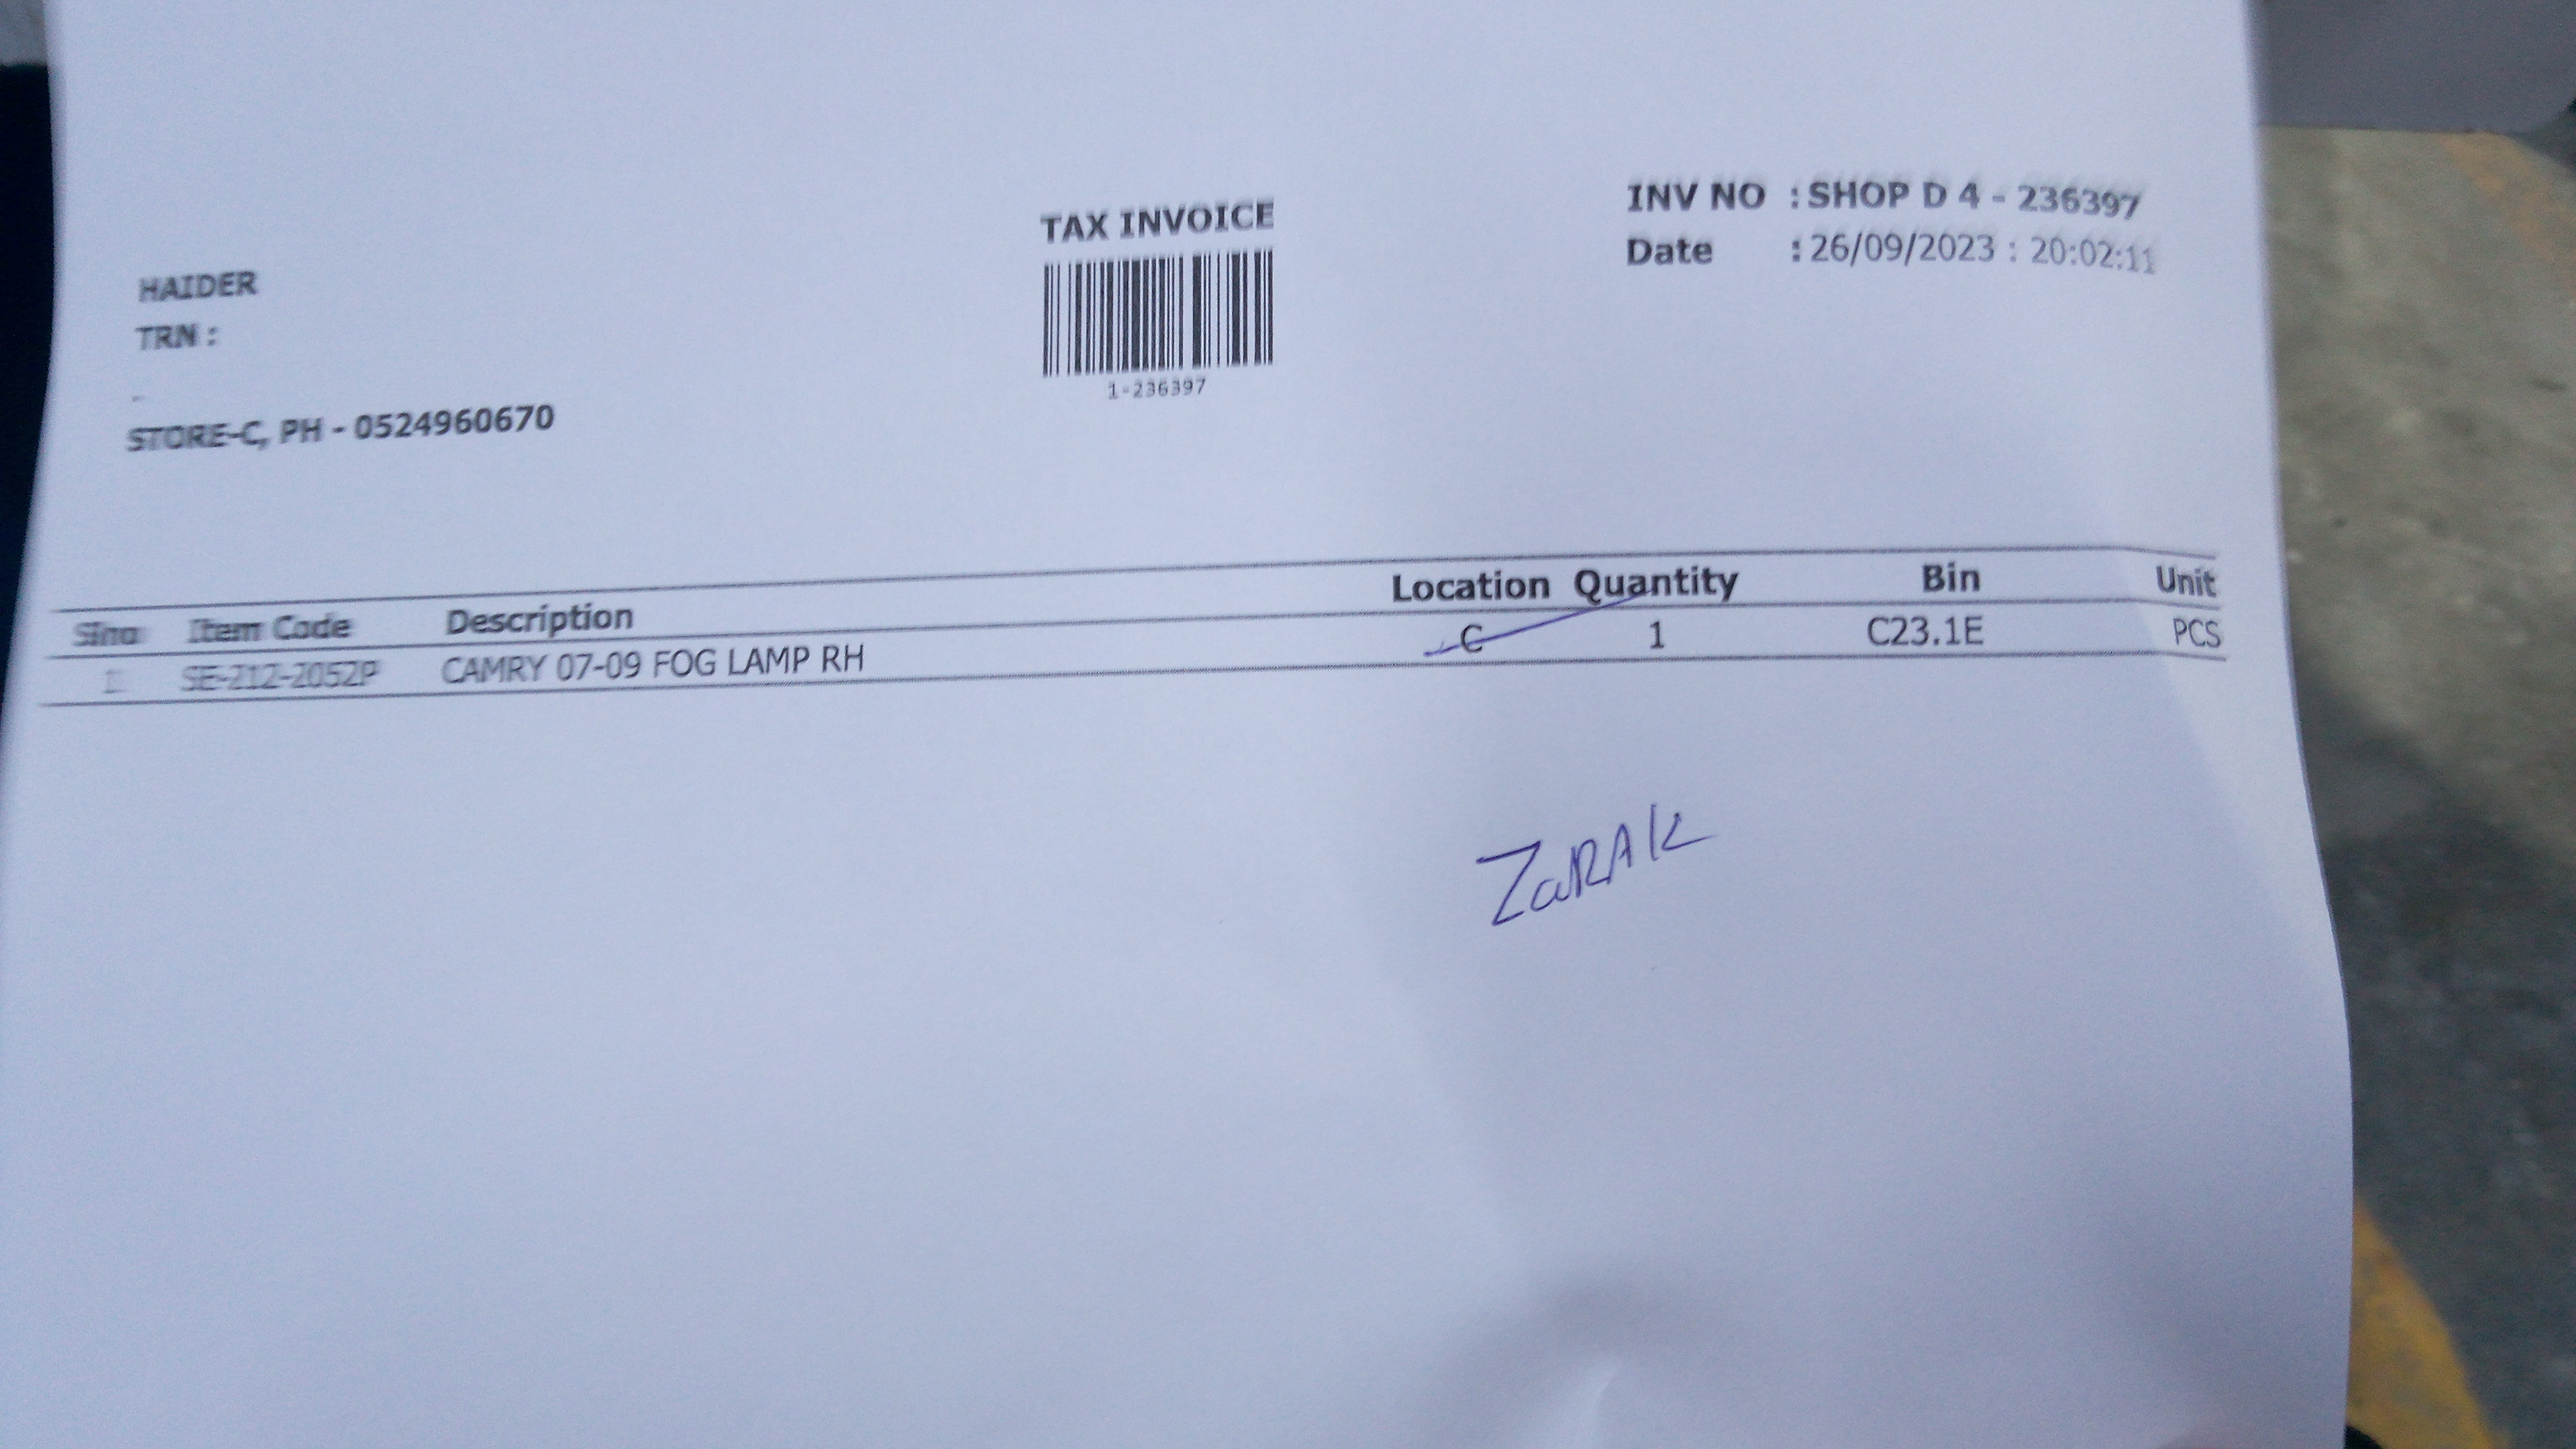 TAX INVOICE
INV NO : SHOP D 4 - 236397
Date : 26/09/2023 : 20:02:11
HAIDER
TRN :
1-236397
STORE-C, PH - 0524960670
Slno Item Code Description Location Quantity Bin Unit
1 SE-212-2052P CAMRY 07-09 FOG LAMP RH C 1 C23.1E PCS
ZaRAK